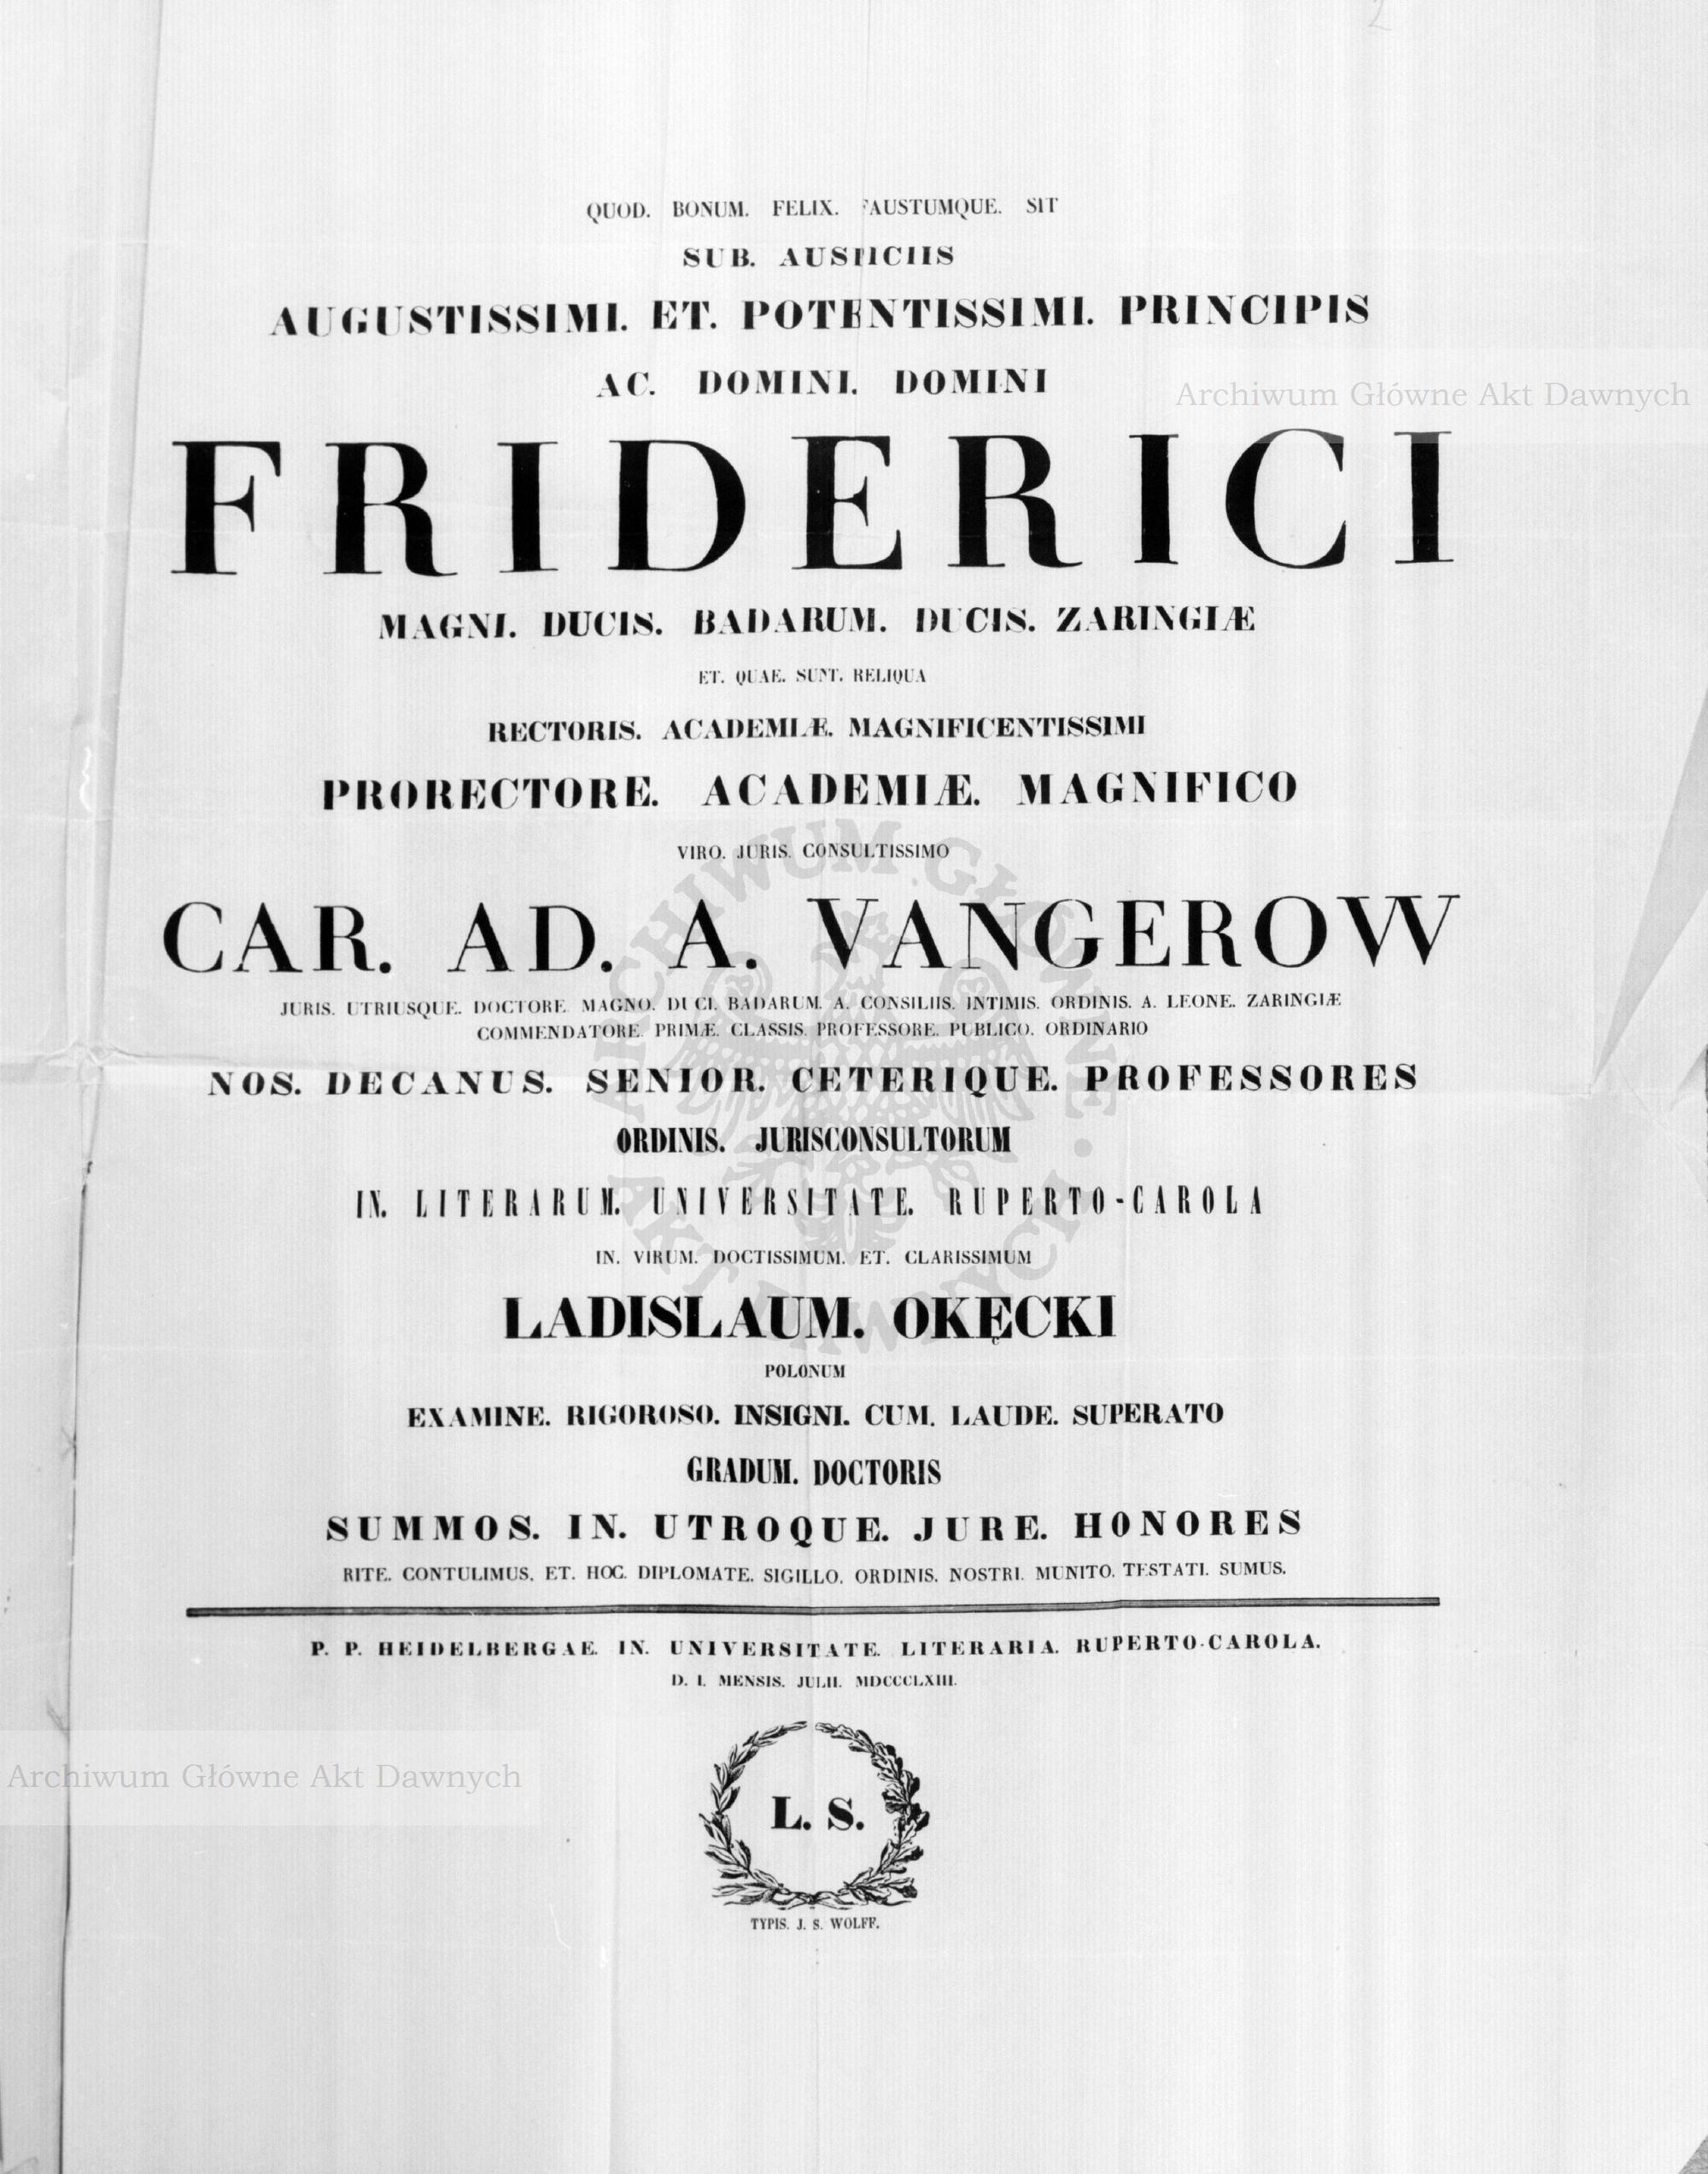 2
QUOD. BONUM. FELIX. FAUSTUMQUE. SIT
SUB. AUSPICIIS
AUGUSTISSIMI. ET. POTENTISSIMI. PRINCIPIS
AC. DOMINI. DOMINI
Archiwum Główne Akt Dawnych
FRIDERICI
MAGNI. DUCIS. BADARUM. DUCIS. ZARINGIÆ
ET. QUAE. SUNT. RELIQUA
RECTORIS. ACADEMIÆ. MAGNIFICENTISSIMI
PRORECTORE. ACADEMIÆ. MAGNIFICO
VIRO. JURIS. CONSULTISSIMO
CAR. AD. A. VANGEROW
JURIS. UTRIUSQUE. DOCTORE. MAGNO. DUCI. BADARUM. A. CONSILIIS. INTIMIS. ORDINIS. A. LEONE. ZARINGIÆ
COMMENDATORE. PRIMÆ. CLASSIS. PROFESSORE. PUBLICO. ORDINARIO
NOS. DECANUS. SENIOR. CETERIQUE. PROFESSORES
ORDINIS. JURISCONSULTORUM
IN. LITERARUM. UNIVERSITATE. RUPERTO-CAROLA
IN. VIRUM. DOCTISSIMUM. ET. CLARISSIMUM
LADISLAUM. OKĘCKI
POLONUM
EXAMINE. RIGOROSO. INSIGNI. CUM. LAUDE. SUPERATO
GRADUM. DOCTORIS
SUMMOS. IN. UTROQUE. JURE. HONORES
RITE. CONTULIMUS. ET. HOC. DIPLOMATE. SIGILLO. ORDINIS. NOSTRI. MUNITO. TESTATI. SUMUS.
P. P. HEIDELBERGAE. IN. UNIVERSITATE. LITERARIA. RUPERTO-CAROLA.
D. I. MENSIS. JULII. MDCCCLXIII.
Archiwum Główne Akt Dawnych
L. S.
TYPIS. J. S. WOLFF.
ARCHIWUM GŁÓWNE AKT DAWNYCH